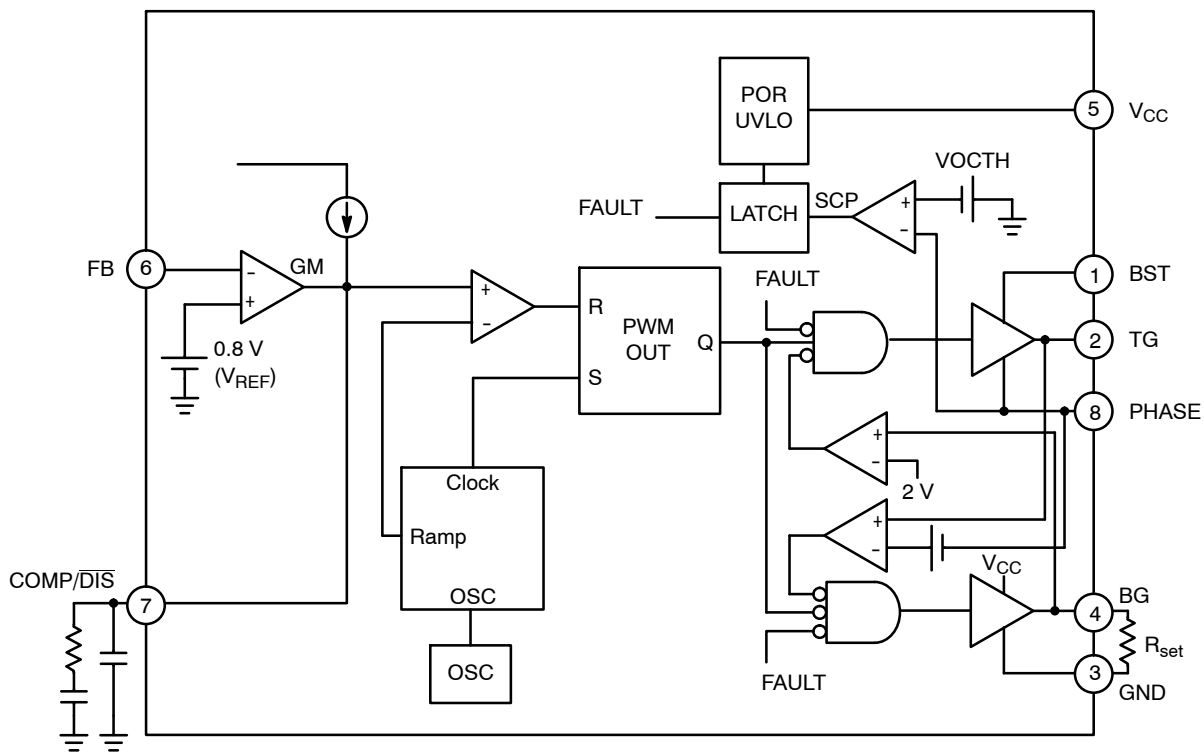 POR
UVLO
5
VCC
VOCTH
FAULT
LATCH
SCP
+
-
FB
6
-
+
GM
0.8 V
(VREF)
+
-
R
S
PWM
OUT
Q
FAULT
1
BST
2
TG
8
PHASE
+
-
2 V
Clock
Ramp
OSC
OSC
+
-
VCC
COMP/DIS
7
FAULT
BG
4
Rset
3
GND